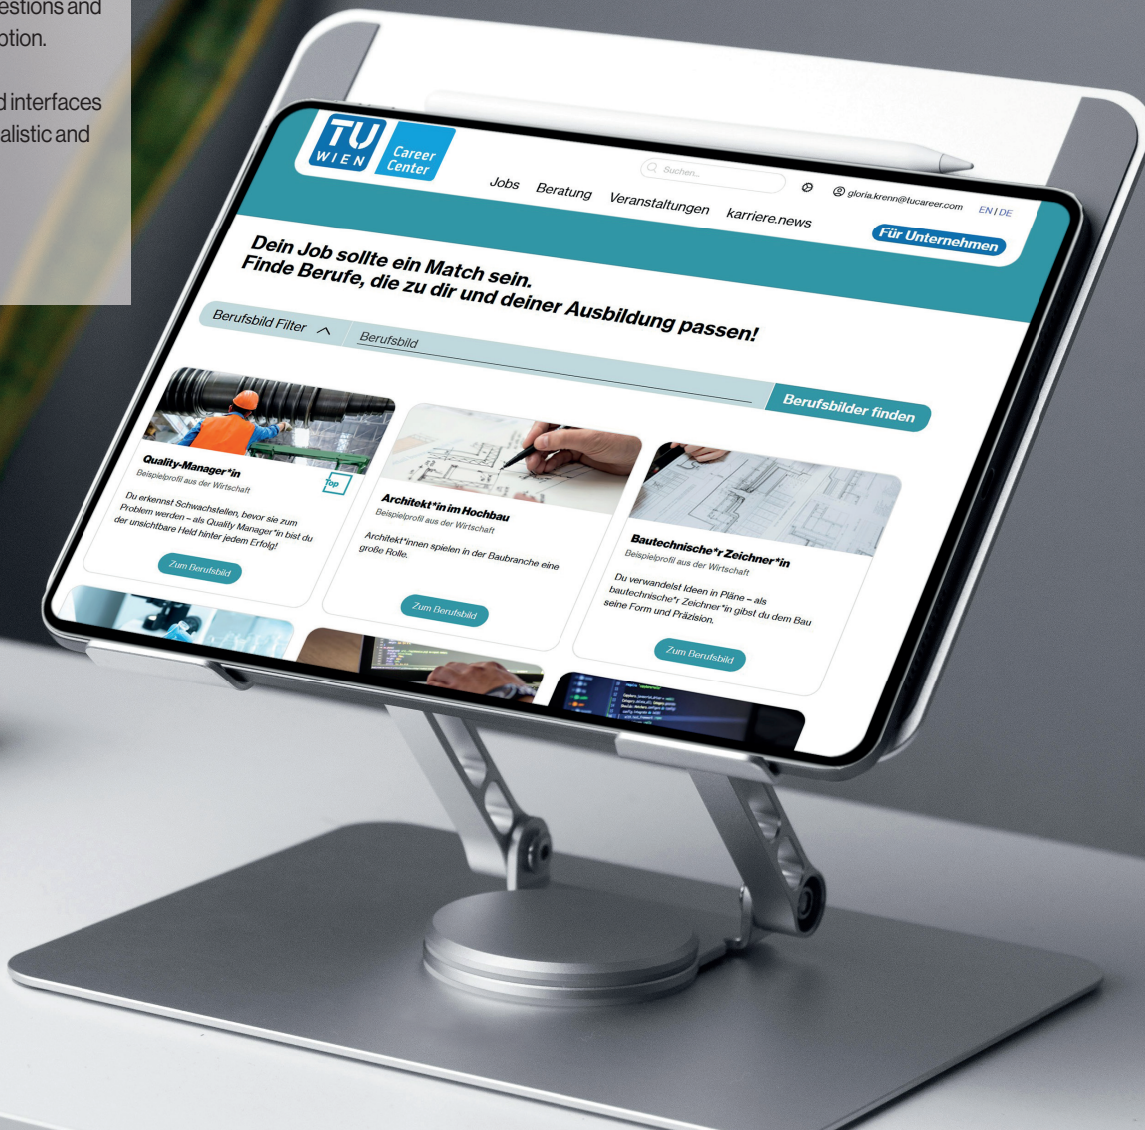 estions and
ption.
d interfaces
alistic and
TU
WIEN
Career
Center
Suchen...
gloria.krenn@tucareer.com
EN | DE
Jobs Beratung Veranstaltungen karriere.news
Für Unternehmen
Dein Job sollte ein Match sein.
Finde Berufe, die zu dir und deiner Ausbildung passen!
Berufsbild Filter
Berufsbild
Berufsbilder finden
Quality-Manager*in
Beispielprofil aus der Wirtschaft
Top
Du erkennst Schwachstellen, bevor sie zum
Problem werden – als Quality Manager*in bist du
der unsichtbare Held hinter jedem Erfolg!
Zum Berufsbild
Architekt*in im Hochbau
Beispielprofil aus der Wirtschaft
Architekt*innen spielen in der Baubranche eine
große Rolle.
Zum Berufsbild
Bautechnische*r Zeichner*in
Beispielprofil aus der Wirtschaft
Du verwandelst Ideen in Pläne – als
bautechnische*r Zeichner*in gibst du dem Bau
seine Form und Präzision.
Zum Berufsbild